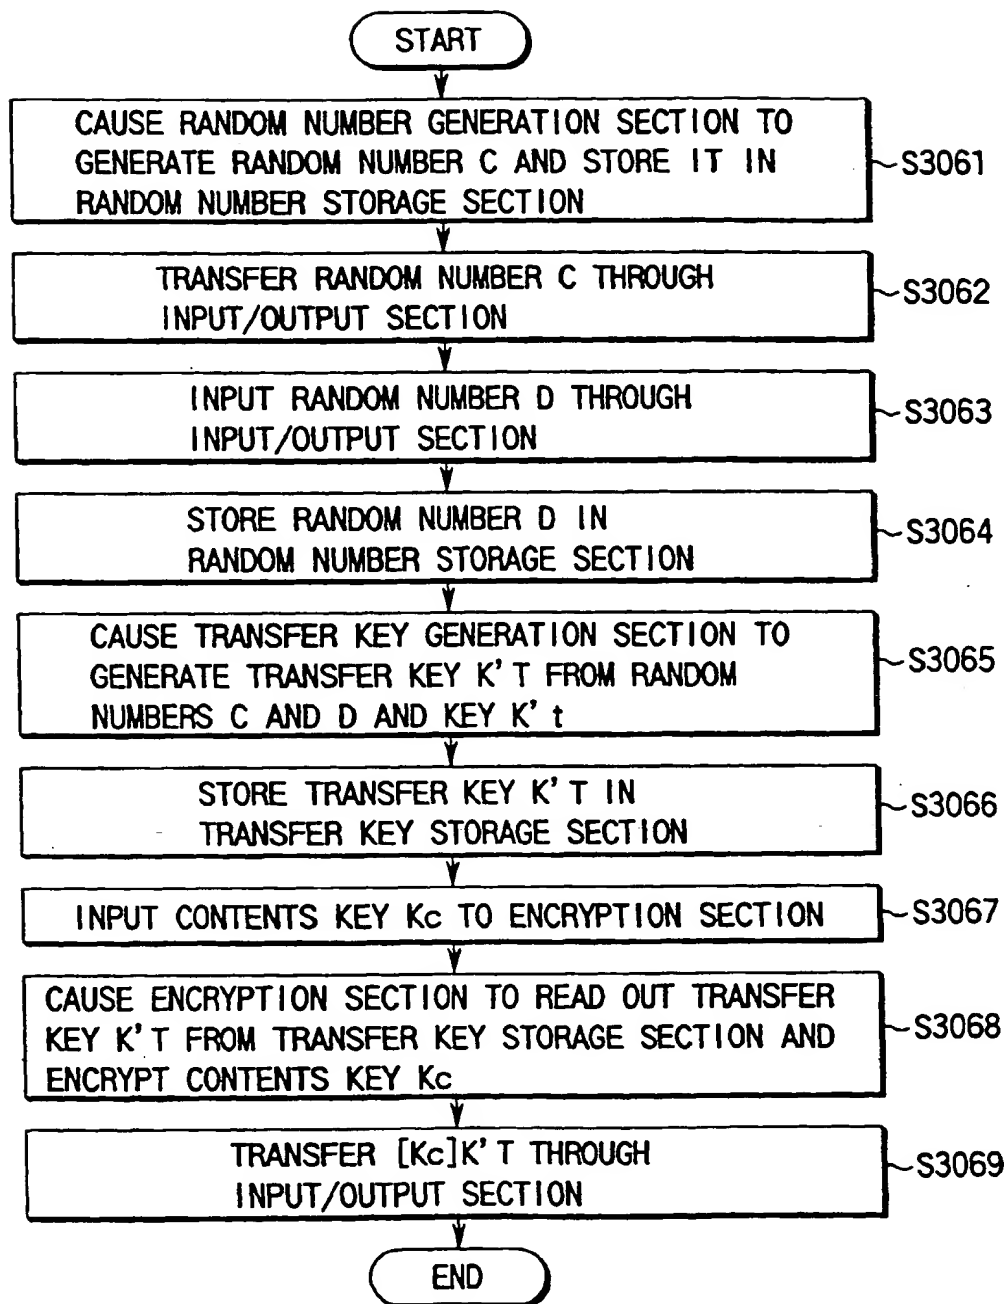 START
CAUSE RANDOM NUMBER GENERATION SECTION TO
GENERATE RANDOM NUMBER C AND STORE IT IN
RANDOM NUMBER STORAGE SECTION
S3061
TRANSFER RANDOM NUMBER C THROUGH
INPUT/OUTPUT SECTION
S3062
INPUT RANDOM NUMBER D THROUGH
INPUT/OUTPUT SECTION
S3063
STORE RANDOM NUMBER D IN
RANDOM NUMBER STORAGE SECTION
S3064
CAUSE TRANSFER KEY GENERATION SECTION TO
GENERATE TRANSFER KEY K'T FROM RANDOM
NUMBERS C AND D AND KEY K't
S3065
STORE TRANSFER KEY K'T IN
TRANSFER KEY STORAGE SECTION
S3066
INPUT CONTENTS KEY Kc TO ENCRYPTION SECTION
S3067
CAUSE ENCRYPTION SECTION TO READ OUT TRANSFER
KEY K'T FROM TRANSFER KEY STORAGE SECTION AND
ENCRYPT CONTENTS KEY Kc
S3068
TRANSFER [Kc]K'T THROUGH
INPUT/OUTPUT SECTION
S3069
END